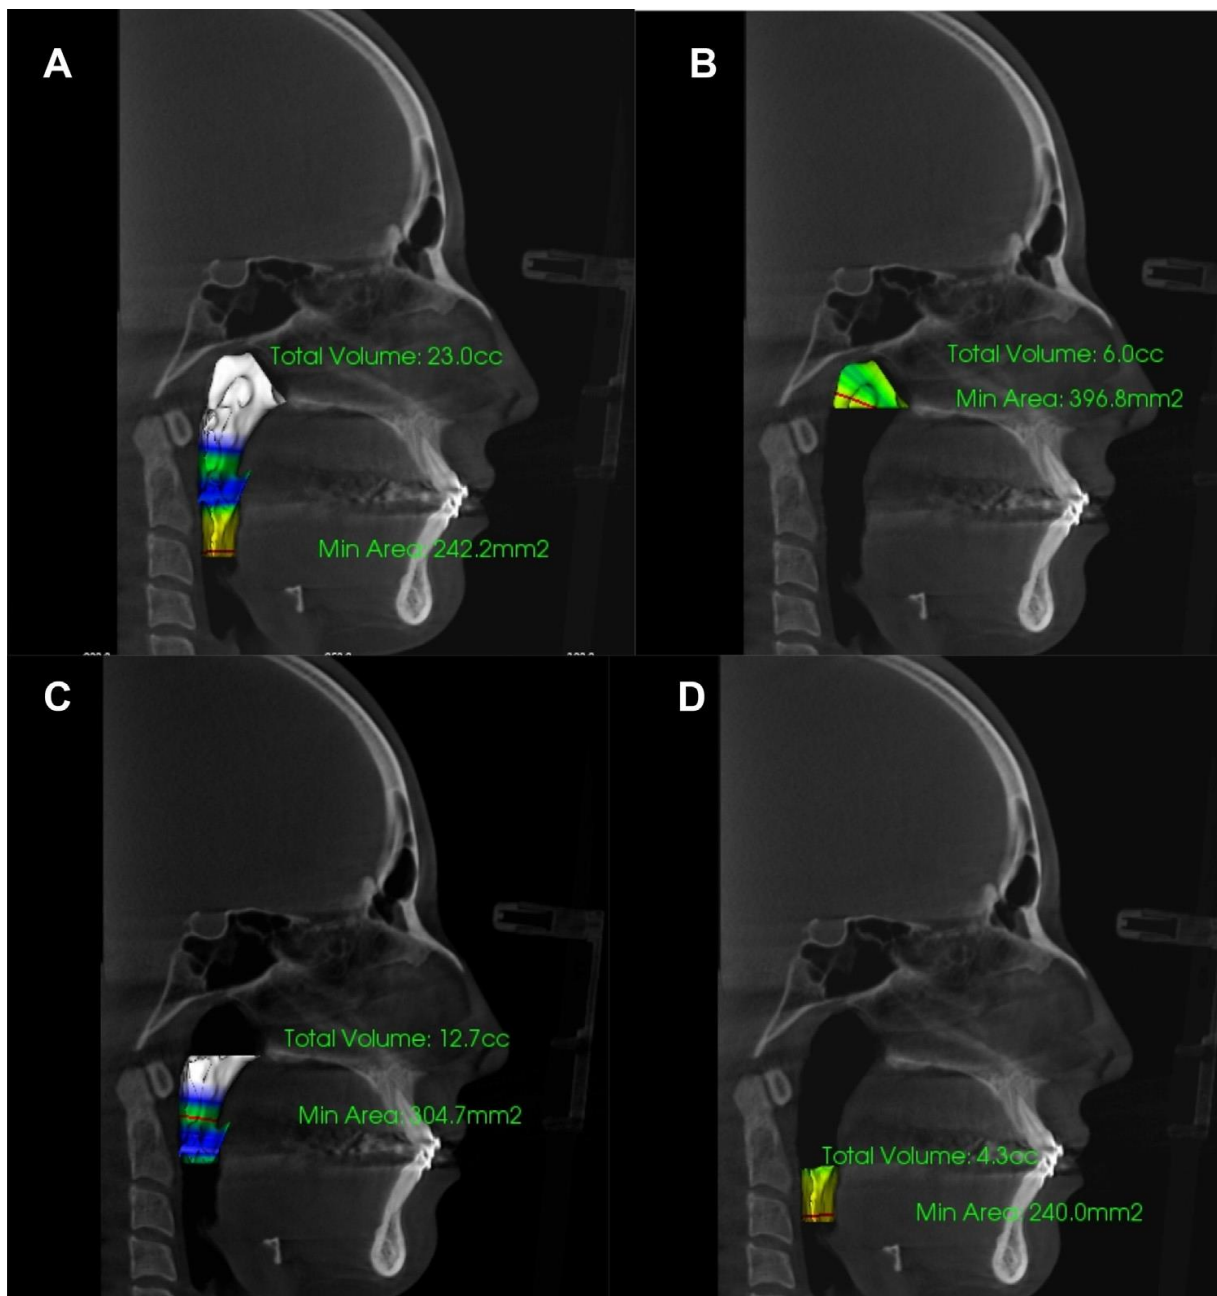 A
B
Total Volume: 23.0cc
Total Volume: 6.0cc
Min Area: 396.8mm2
Min Area: 242.2mm2
C
D
Total Volume: 12.7cc
Min Area: 304.7mm2
Total Volume: 4.3cc
Min Area: 240.0mm2